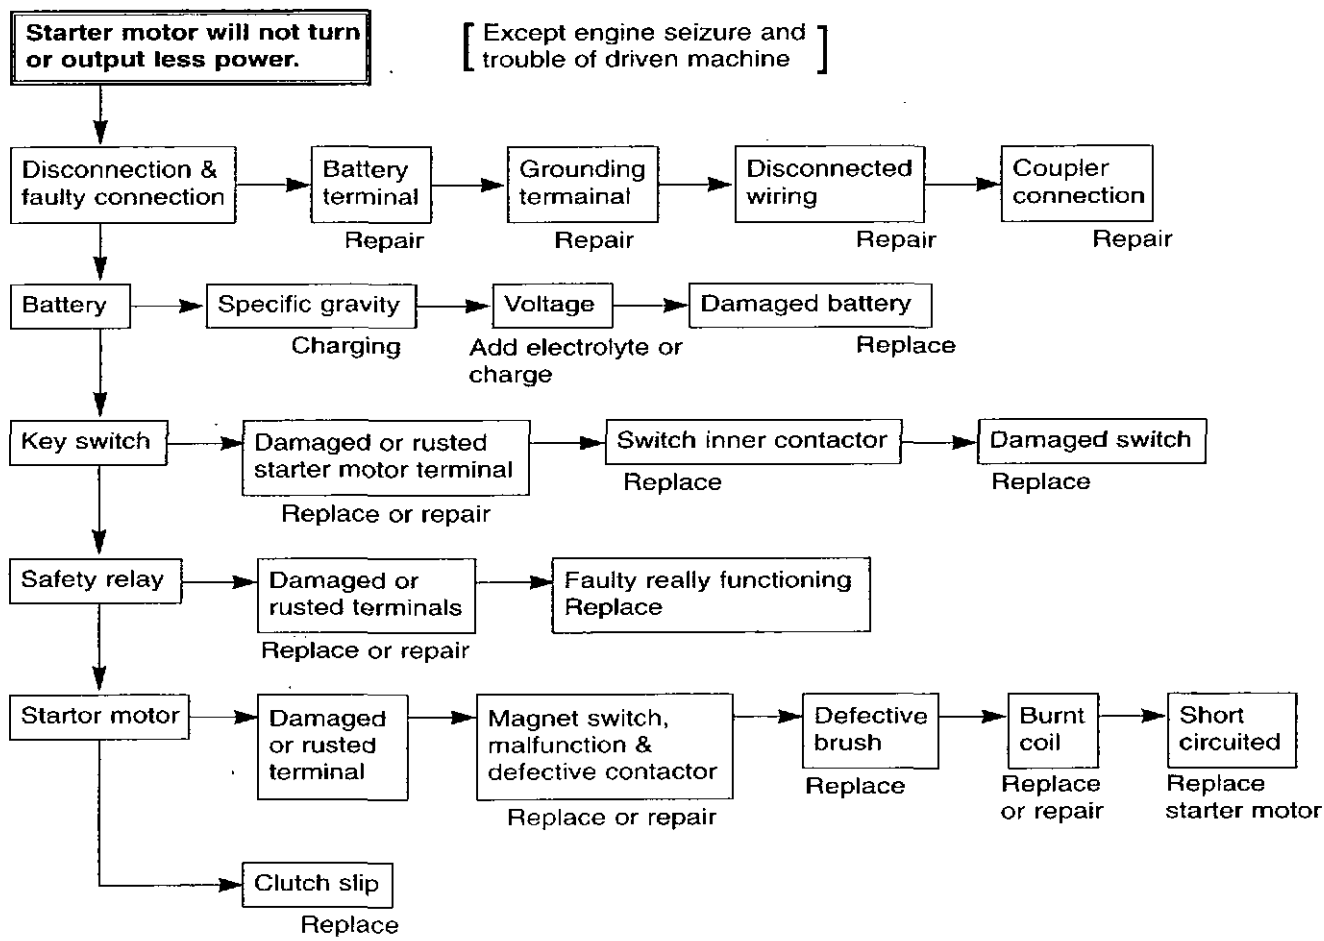 Starter motor will not turn
or output less power.
[ Except engine seizure and
trouble of driven machine ]
Disconnection &
faulty connection
Battery
terminal
Repair
Grounding
termainal
Repair
Disconnected
wiring
Repair
Coupler
connection
Repair
Battery
Specific gravity
Charging
Voltage
Add electrolyte or
charge
Damaged battery
Replace
Key switch
Damaged or rusted
starter motor terminal
Replace or repair
Switch inner contactor
Replace
Damaged switch
Replace
Safety relay
Damaged or
rusted terminals
Replace or repair
Faulty really functioning
Replace
Startor motor
Damaged
or rusted
terminal
Magnet switch,
malfunction &
defective contactor
Replace or repair
Defective
brush
Replace
Burnt
coil
Replace
or repair
Short
circuited
Replace
starter motor
Clutch slip
Replace